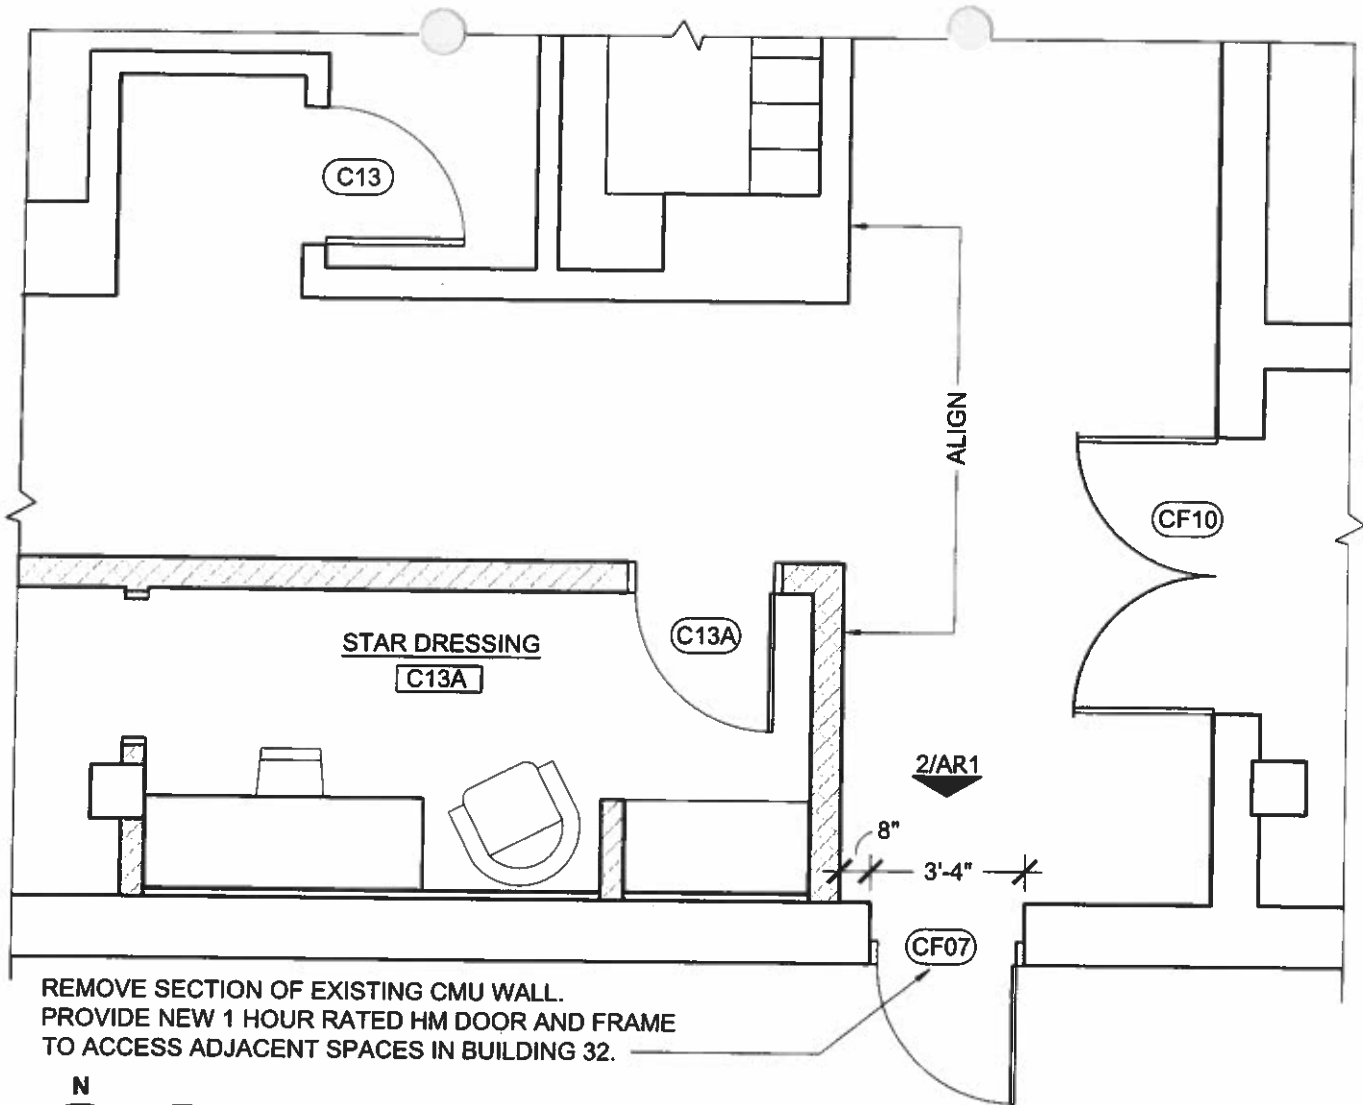 C13
ALIGN
CF10
C13A
STAR DRESSING
C13A
2/AR1
8"
3'-4"
CF07
REMOVE SECTION OF EXISTING CMU WALL.
PROVIDE NEW 1 HOUR RATED HM DOOR AND FRAME
TO ACCESS ADJACENT SPACES IN BUILDING 32.
N